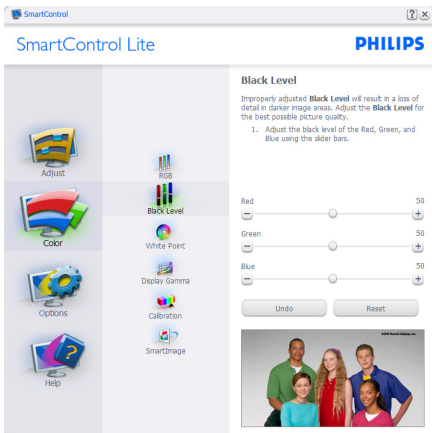 SmartControl
SmartControl Lite
PHILIPS
Adjust
Color
Options
Help
RGB
Black Level
White Point
Display Gamma
Calibration
SmartImage
Black Level
Improperly adjusted Black Level will result in a loss of
detail in darker image areas. Adjust the Black Level for
the best possible picture quality.
1. Adjust the black level of the Red, Green, and
Blue using the slider bars.
Red 50
Green 50
Blue 50
Undo Reset